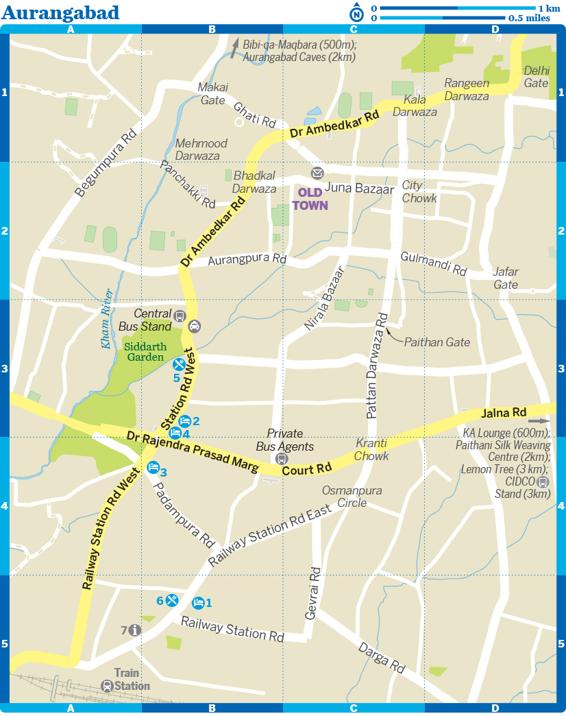 Aurangabad
N
0 1 km
0 0.5 miles
A B C D
Bibi-qa-Maqbara (500m);
Aurangabad Caves (2km)
Delhi
Gate
Rangeen
Darwaza
Makai
Gate
Kala
Darwaza
1
1
Ghati Rd
Dr Ambedkar Rd
Mehmood
Darwaza
Begumpura Rd
Panchakki Rd
Bhadkal
Darwaza
OLD
TOWN
Juna Bazaar
City
Chowk
2
2
Dr Ambedkar Rd
Aurangpura Rd
Gulmandi Rd
Jafar
Gate
Nirala Bazaar
Kham River
Central
Bus Stand
Paithan Gate
Siddarth
Garden
Pattan Darwaza Rd
3
3
5
Station Rd West
2
4
Jalna Rd
Dr Rajendra Prasad Marg
Private
Bus Agents
Court Rd
Kranti
Chowk
KA Lounge (600m);
Paithani Silk Weaving
Centre (2km);
Lemon Tree (3 km);
CIDCO
Stand (3km)
3
Osmanpura
Circle
4
4
Padampura Rd
Railway Station Rd West
Railway Station Rd East
Gevrai Rd
6
1
7
Railway Station Rd
5
5
Darga Rd
Train
Station
A B C D